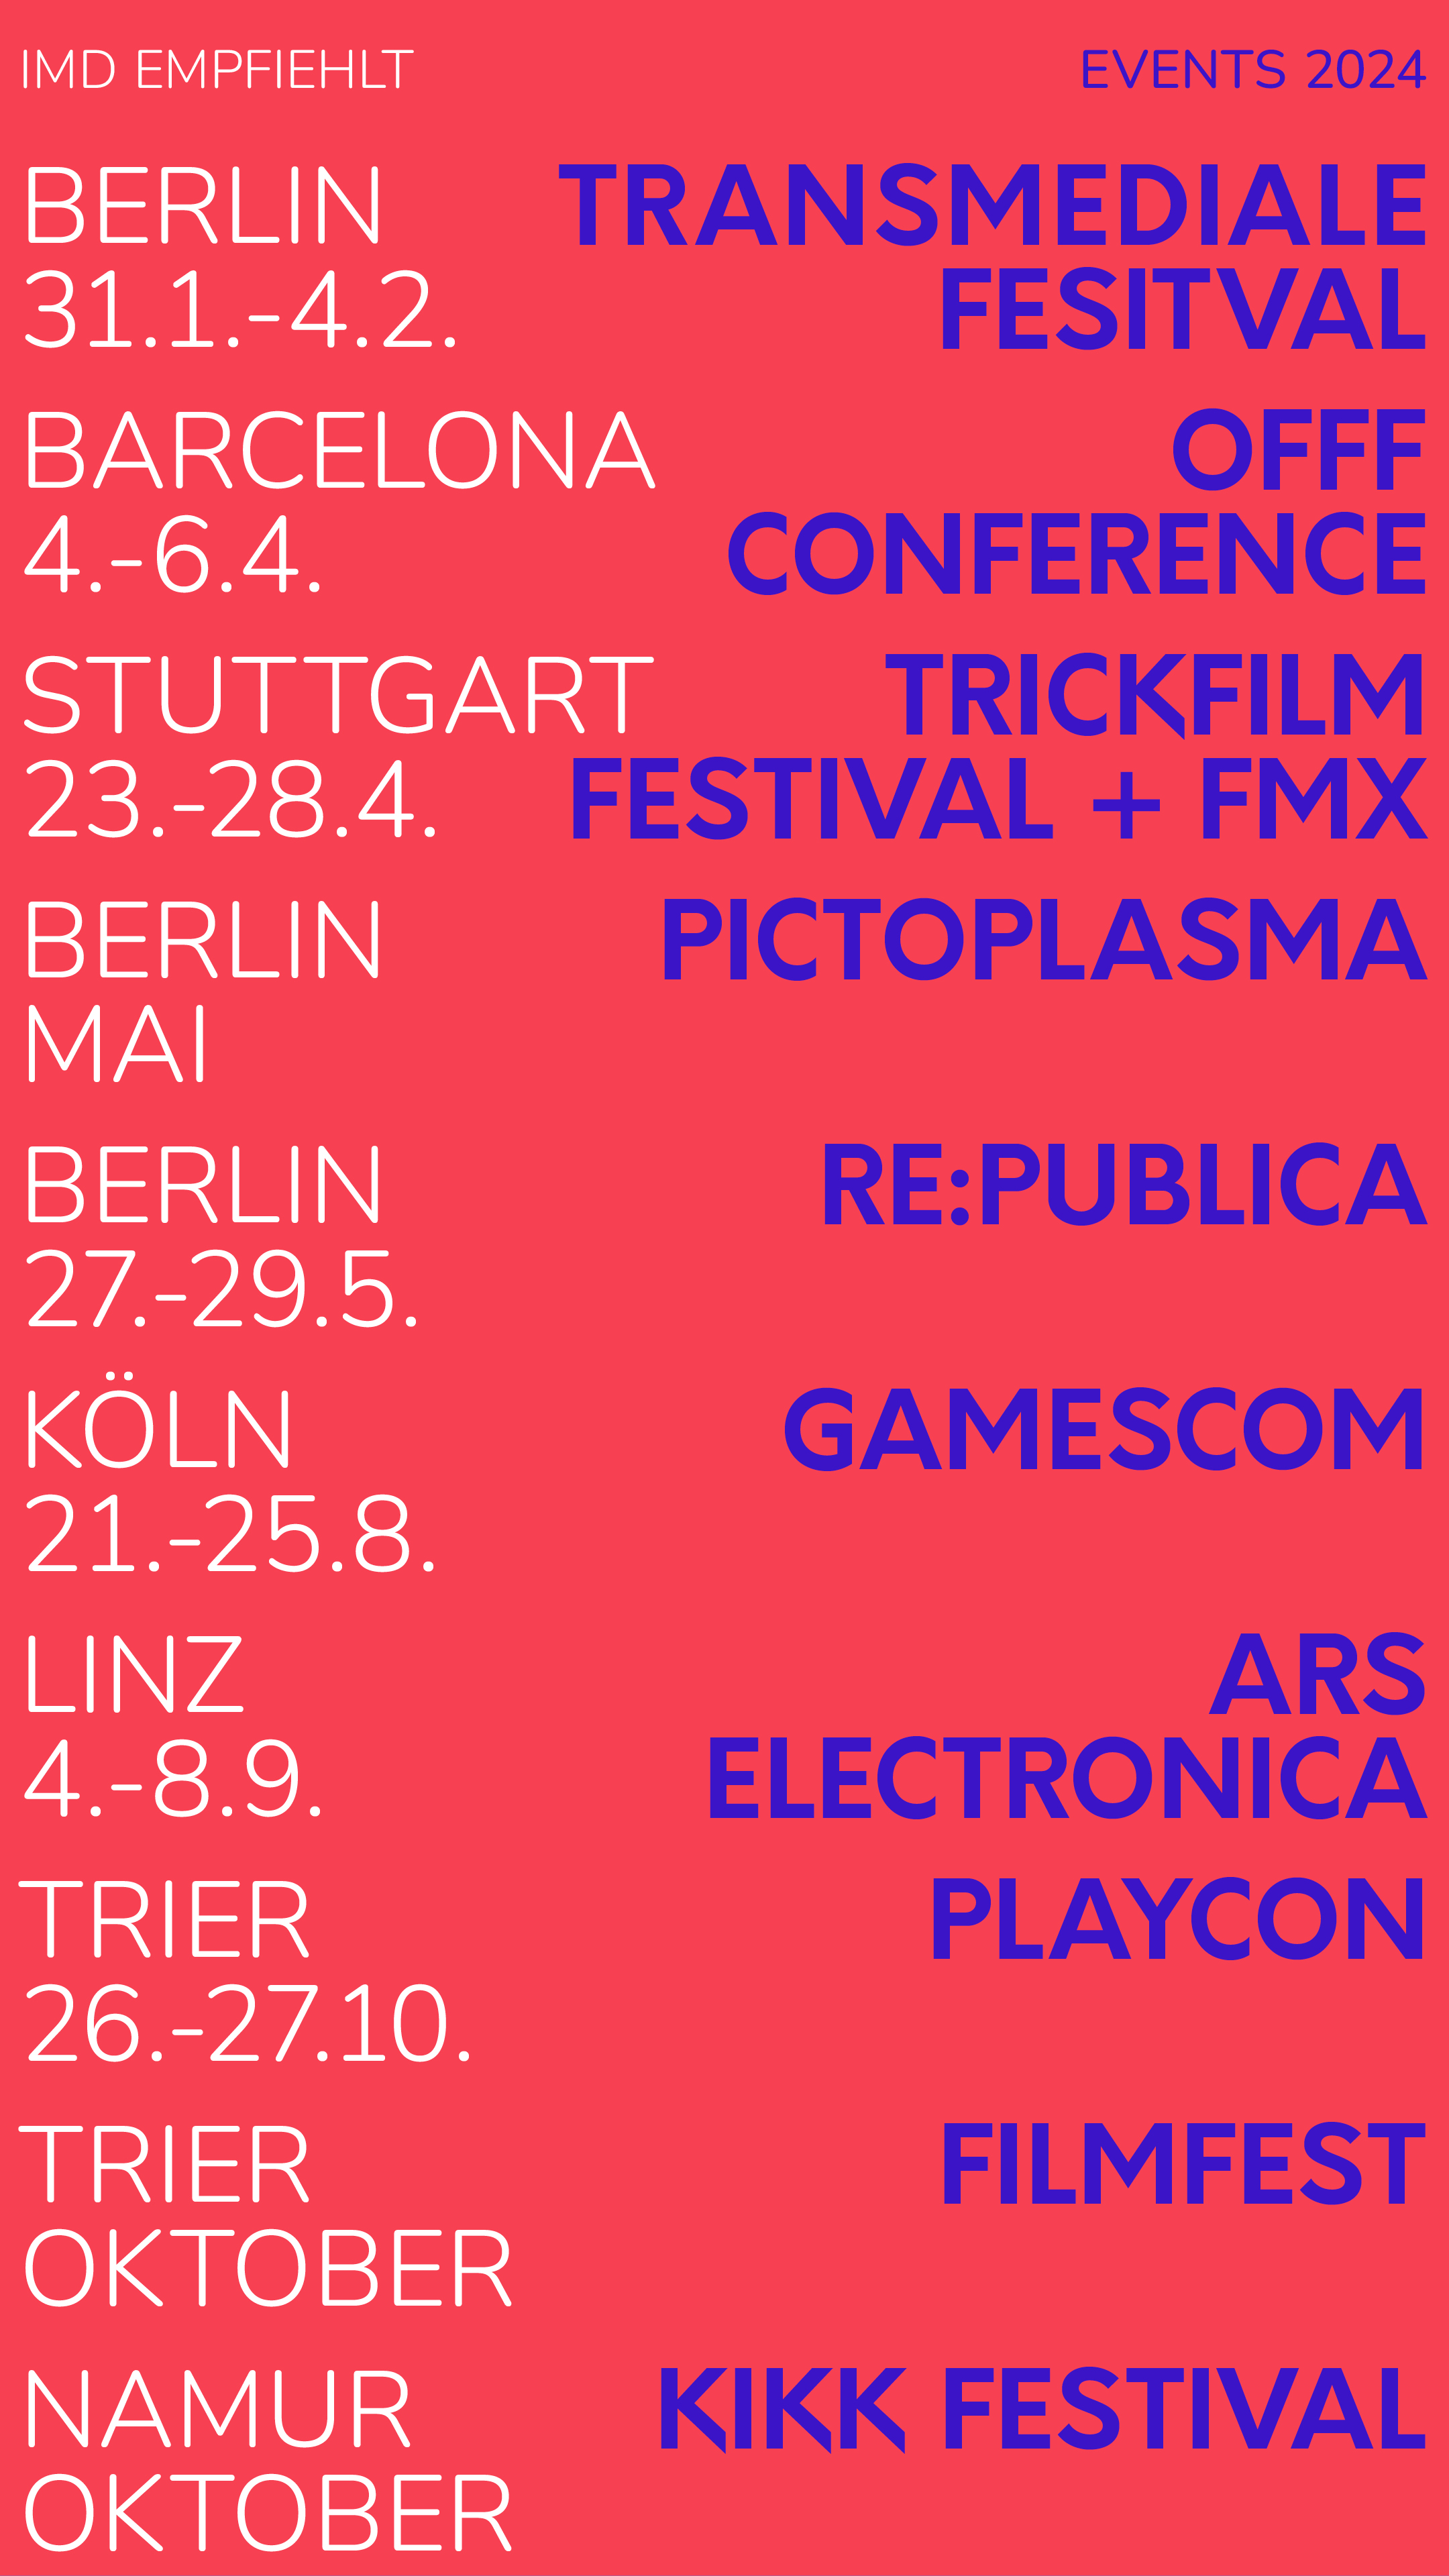 IMD EMPFIEHLT EVENTS 2024
BERLIN TRANSMEDIALE
31.1.-4.2. FESITVAL
BARCELONA OFFF
4.-6.4. CONFERENCE
STUTTGART TRICKFILM
23.-28.4. FESTIVAL + FMX
BERLIN PICTOPLASMA
MAI
BERLIN RE:PUBLICA
27.-29.5.
KÖLN GAMESCOM
21.-25.8.
LINZ ARS
4.-8.9. ELECTRONICA
TRIER PLAYCON
26.-27.10.
TRIER FILMFEST
OKTOBER
NAMUR KIKK FESTIVAL
OKTOBER